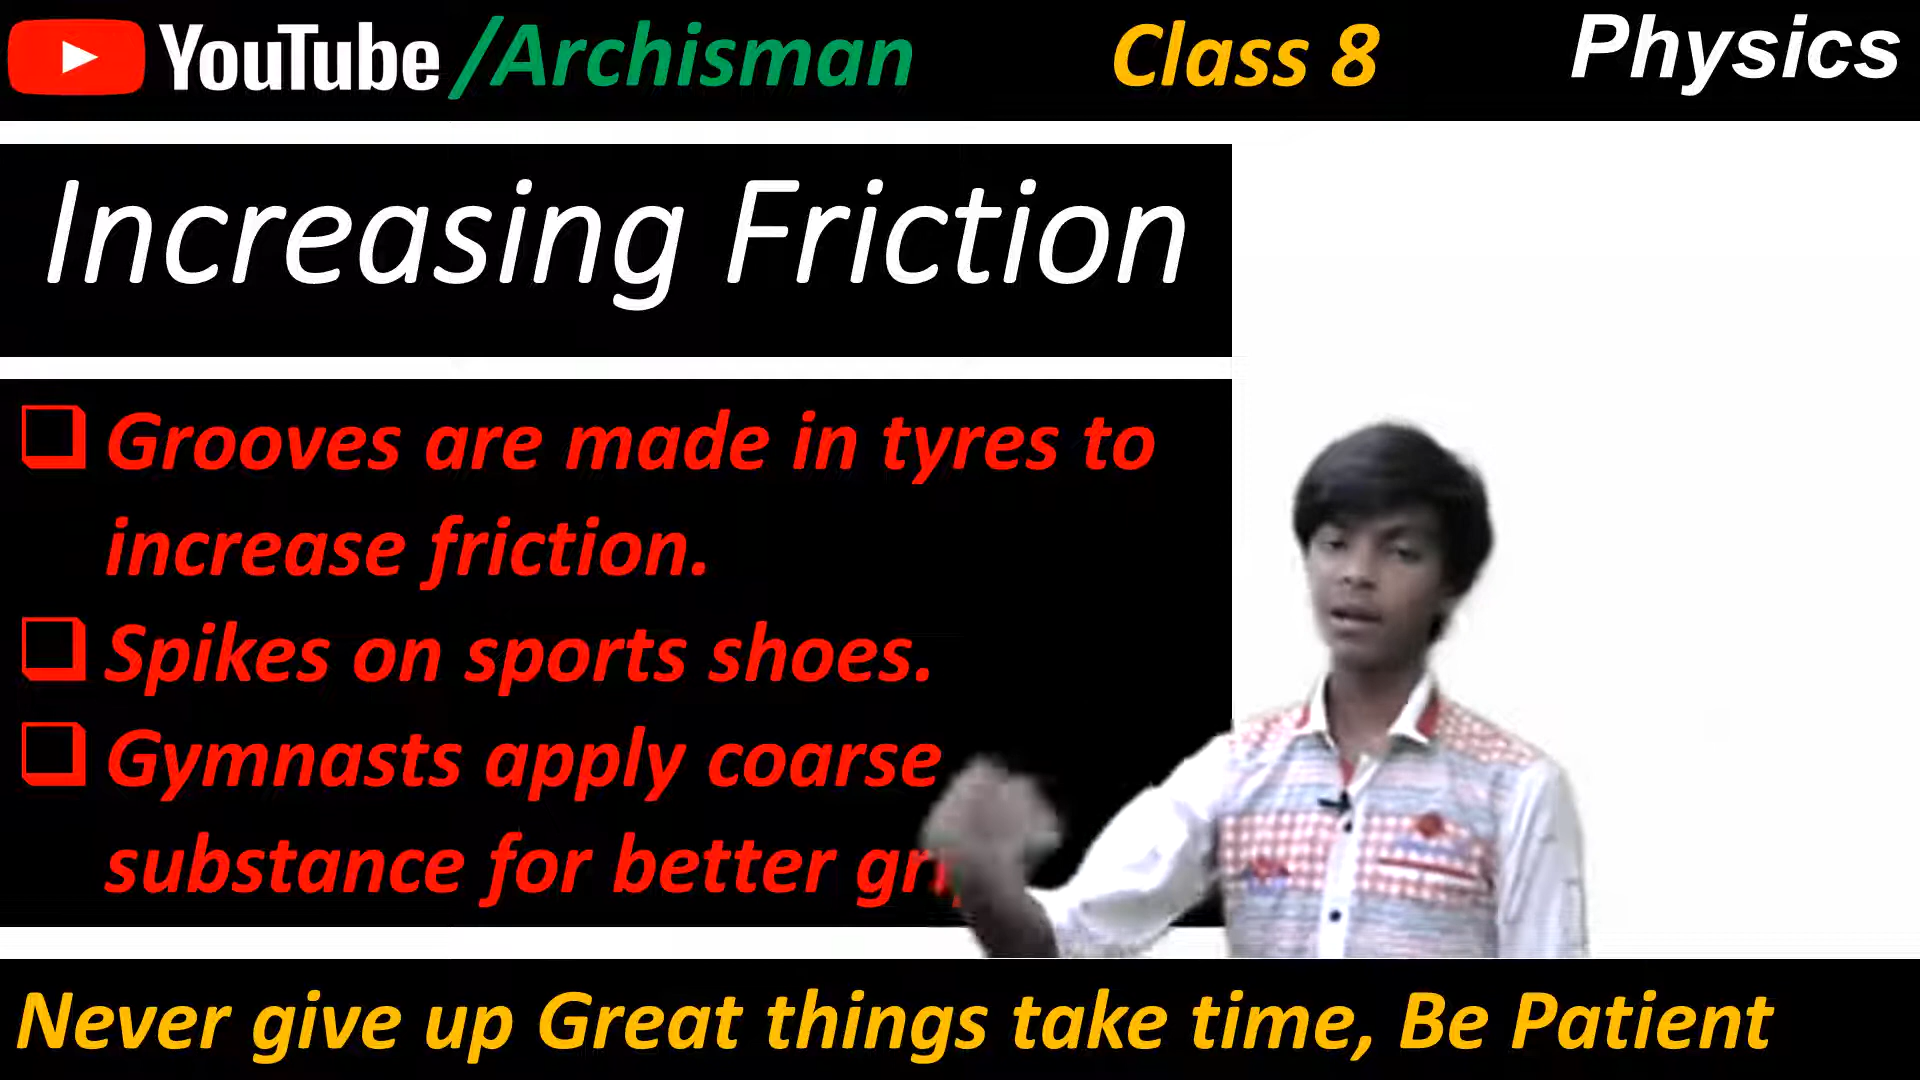 YouTube /Archisman Class 8 Physics
Increasing Friction
Grooves are made in tyres to
increase friction.
Spikes on sports shoes.
Gymnasts apply coarse
substance for better
Never give up Great things take time, Be Patient